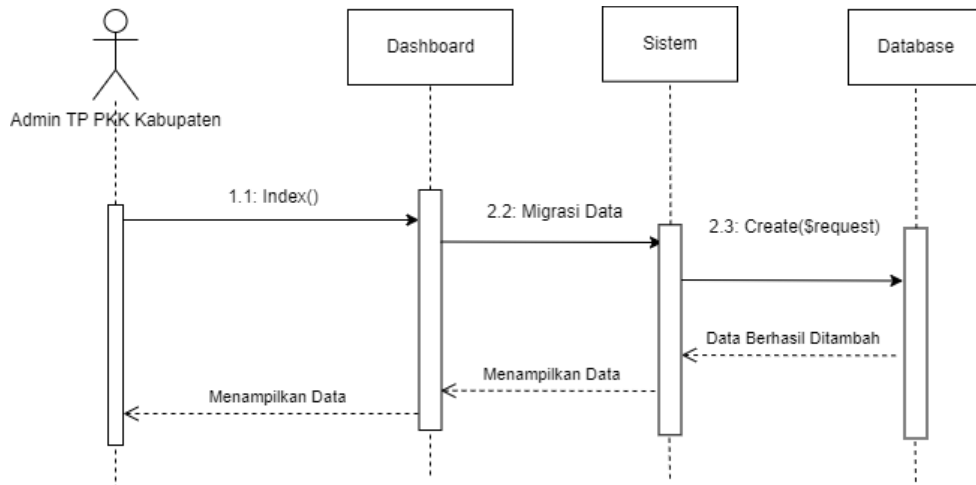 Dashboard
Sistem
Database
Admin TP PKK Kabupaten
1.1: Index()
2.2: Migrasi Data
2.3: Create($request)
Data Berhasil Ditambah
Menampilkan Data
Menampilkan Data